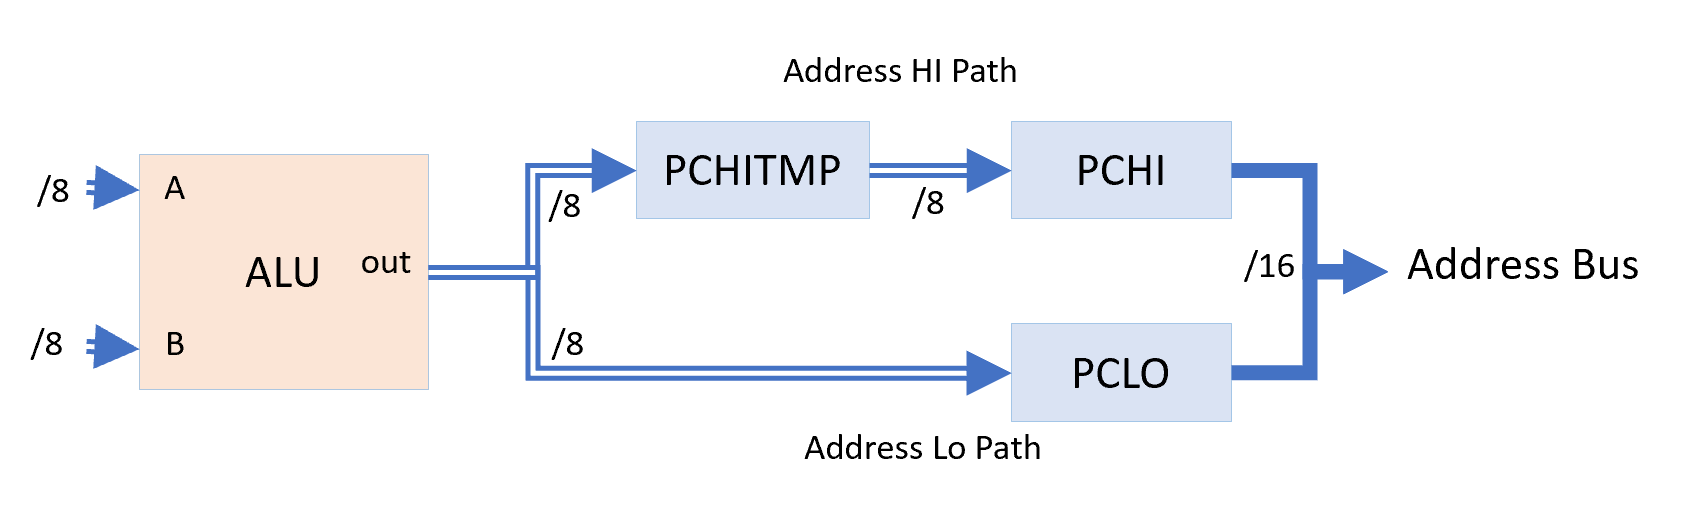 Address HI Path
/8
A
PCHITMP
PCHI
/8
/8
ALU
out
/16
Address Bus
/8
B
/8
PCLO
Address Lo Path